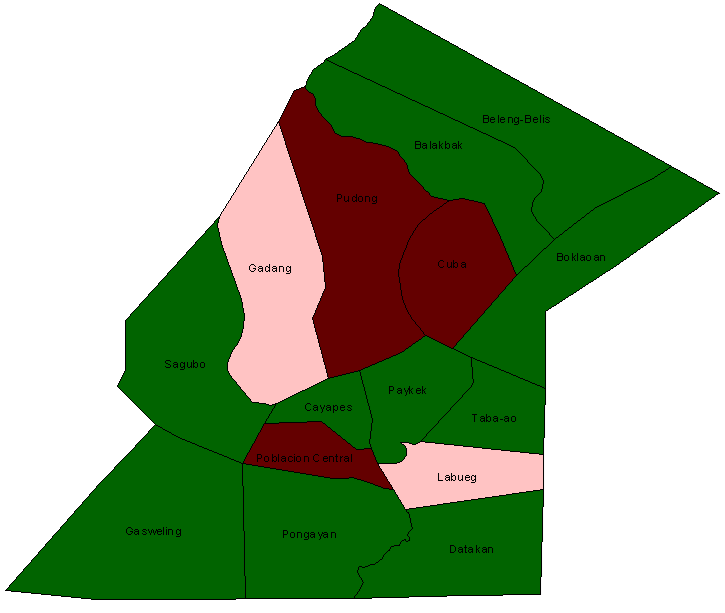 Beleng-Belis
Balakbak
Pudong
Boklaoan
Cuba
Gadang
Sagubo
Paykek
Cayapes
Taba-ao
Poblacion Central
Labueg
Gasweling
Pongayan
Datakan